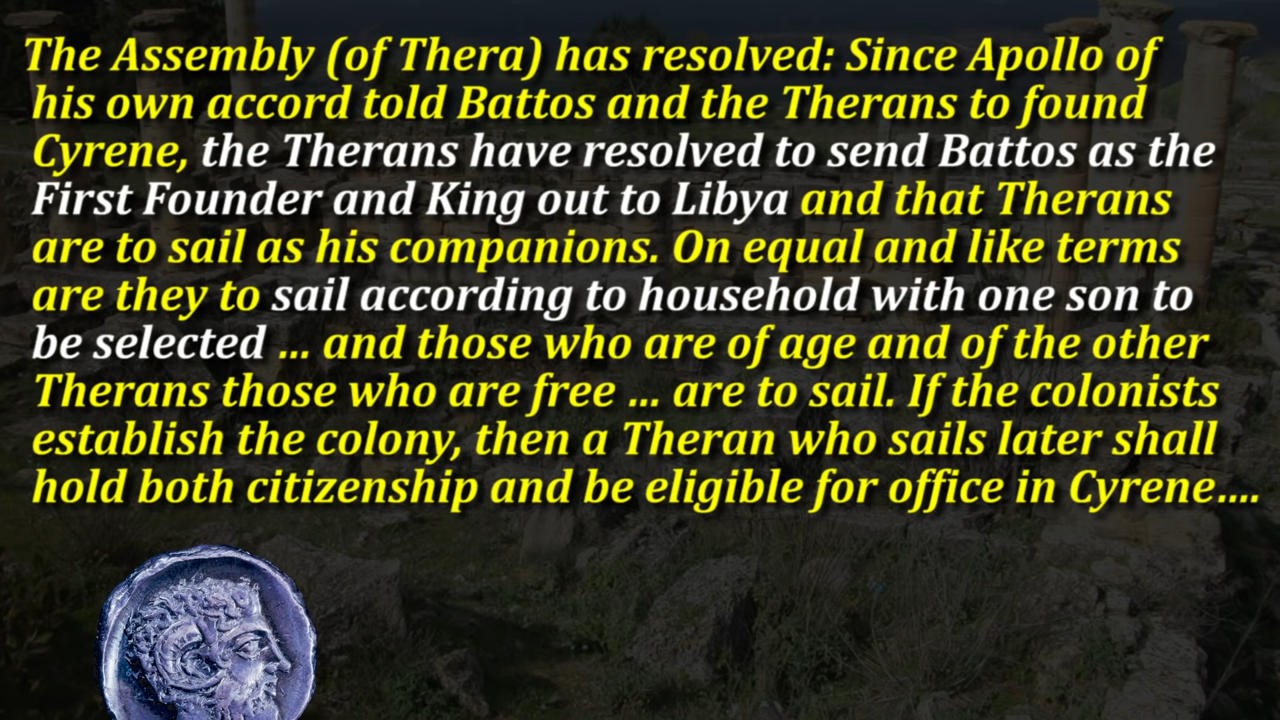 The Assembly (of Thera) has resolved: Since Apollo of
his own accord told Battos and the Therans to found
Cyrene, the Therans have resolved to send Battos as the
First Founder and King out to Libya and that Therans
are to sail as his companions. On equal and like terms
are they to sail according to household with one son to
be selected ... and those who are of age and of the other
Therans those who are free ... are to sail. If the colonists
establish the colony, then a Theran who sails later shall
hold both citizenship and be eligible for office in Cyrene....